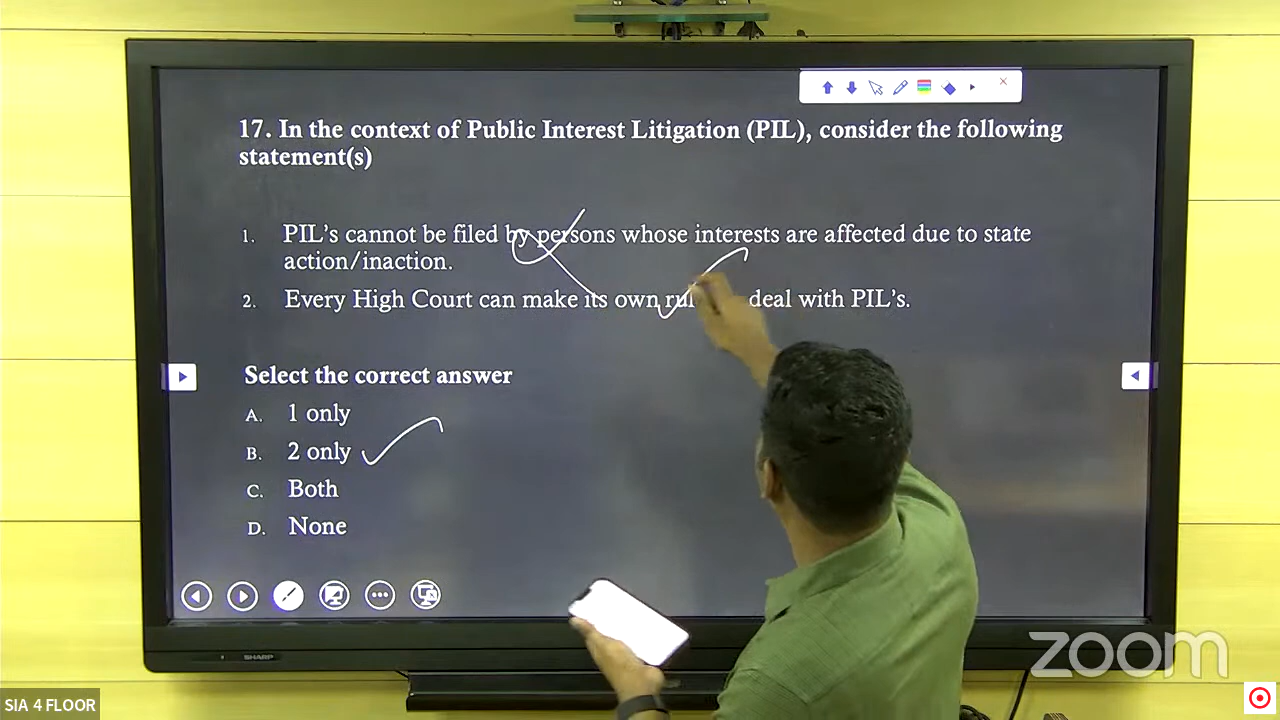 17. In the context of Public Interest Litigation (PIL), consider the following
statement(s)
1. PIL's cannot be filed by persons whose interests are affected due to state
action/inaction.
2. Every High Court can make its own deal with PIL's.
Select the correct answer
A. 1 only
B. 2 only
C. Both
D. None
SHARP
zoom
SIA 4 FLOOR